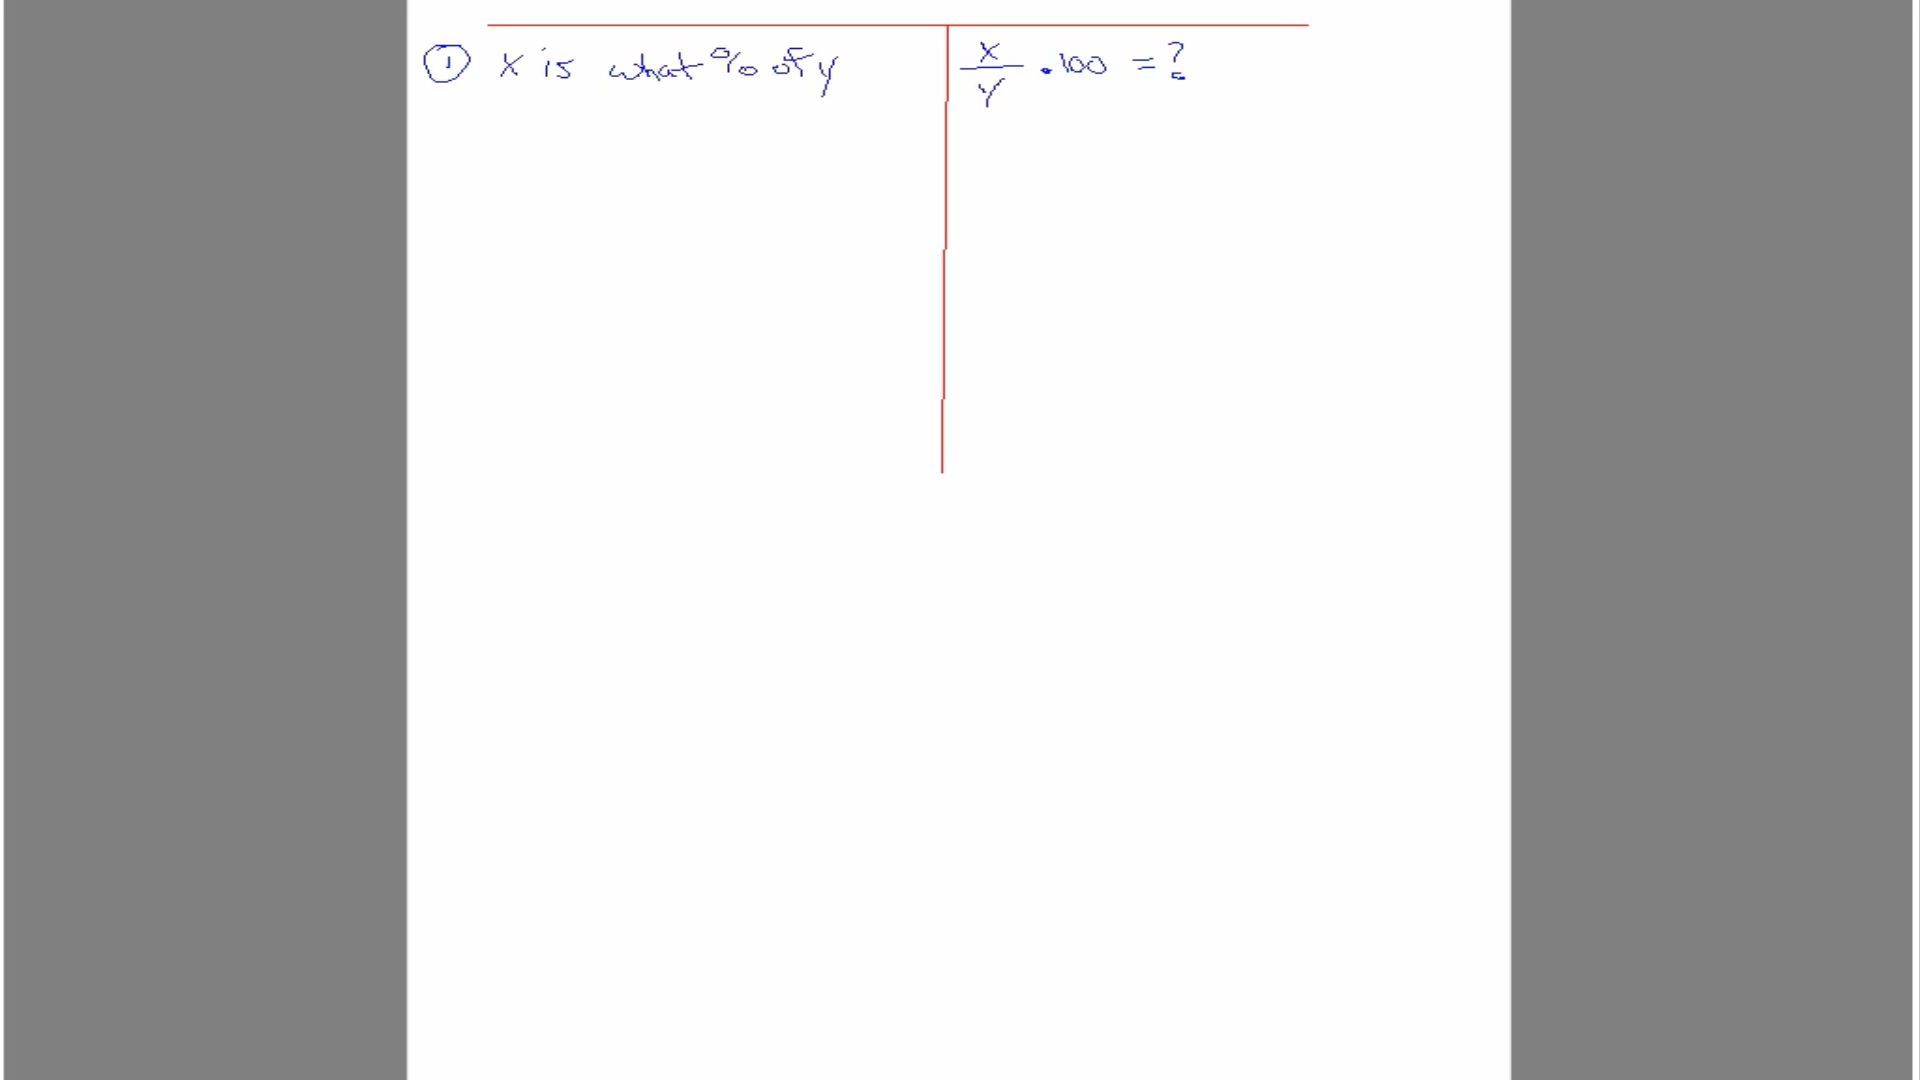 ① X is what % of y
X/Y . 100 = ?